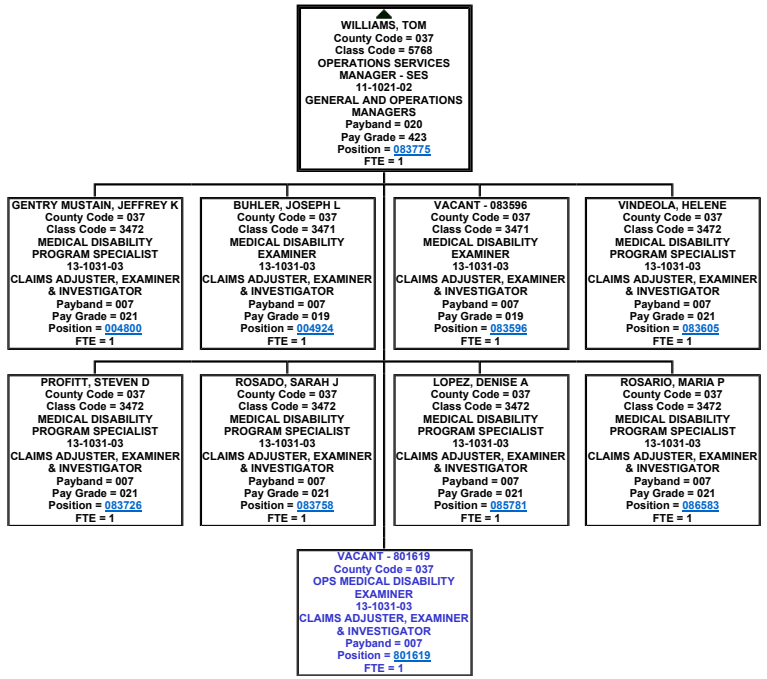 WILLIAMS, TOM
County Code = 037
Class Code = 5768
OPERATIONS SERVICES
MANAGER - SES
11-1021-02
GENERAL AND OPERATIONS
MANAGERS
Payband = 020
Pay Grade = 423
Position = 083775
FTE = 1
GENTRY MUSTAIN, JEFFREY K
County Code = 037
Class Code = 3472
MEDICAL DISABILITY
PROGRAM SPECIALIST
13-1031-03
CLAIMS ADJUSTER, EXAMINER
& INVESTIGATOR
Payband = 007
Pay Grade = 021
Position = 004800
FTE = 1
BUHLER, JOSEPH L
County Code = 037
Class Code = 3471
MEDICAL DISABILITY
EXAMINER
13-1031-03
CLAIMS ADJUSTER, EXAMINER
& INVESTIGATOR
Payband = 007
Pay Grade = 019
Position = 004924
FTE = 1
VACANT - 083596
County Code = 037
Class Code = 3471
MEDICAL DISABILITY
EXAMINER
13-1031-03
CLAIMS ADJUSTER, EXAMINER
& INVESTIGATOR
Payband = 007
Pay Grade = 019
Position = 083596
FTE = 1
VINDEOLA, HELENE
County Code = 037
Class Code = 3472
MEDICAL DISABILITY
PROGRAM SPECIALIST
13-1031-03
CLAIMS ADJUSTER, EXAMINER
& INVESTIGATOR
Payband = 007
Pay Grade = 021
Position = 083605
FTE = 1
PROFITT, STEVEN D
County Code = 037
Class Code = 3472
MEDICAL DISABILITY
PROGRAM SPECIALIST
13-1031-03
CLAIMS ADJUSTER, EXAMINER
& INVESTIGATOR
Payband = 007
Pay Grade = 021
Position = 083726
FTE = 1
ROSADO, SARAH J
County Code = 037
Class Code = 3472
MEDICAL DISABILITY
PROGRAM SPECIALIST
13-1031-03
CLAIMS ADJUSTER, EXAMINER
& INVESTIGATOR
Payband = 007
Pay Grade = 021
Position = 083758
FTE = 1
LOPEZ, DENISE A
County Code = 037
Class Code = 3472
MEDICAL DISABILITY
PROGRAM SPECIALIST
13-1031-03
CLAIMS ADJUSTER, EXAMINER
& INVESTIGATOR
Payband = 007
Pay Grade = 021
Position = 085781
FTE = 1
ROSARIO, MARIA P
County Code = 037
Class Code = 3472
MEDICAL DISABILITY
PROGRAM SPECIALIST
13-1031-03
CLAIMS ADJUSTER, EXAMINER
& INVESTIGATOR
Payband = 007
Pay Grade = 021
Position = 086583
FTE = 1
VACANT - 801619
County Code = 037
OPS MEDICAL DISABILITY
EXAMINER
13-1031-03
CLAIMS ADJUSTER, EXAMINER
& INVESTIGATOR
Payband = 007
Position = 801619
FTE = 1